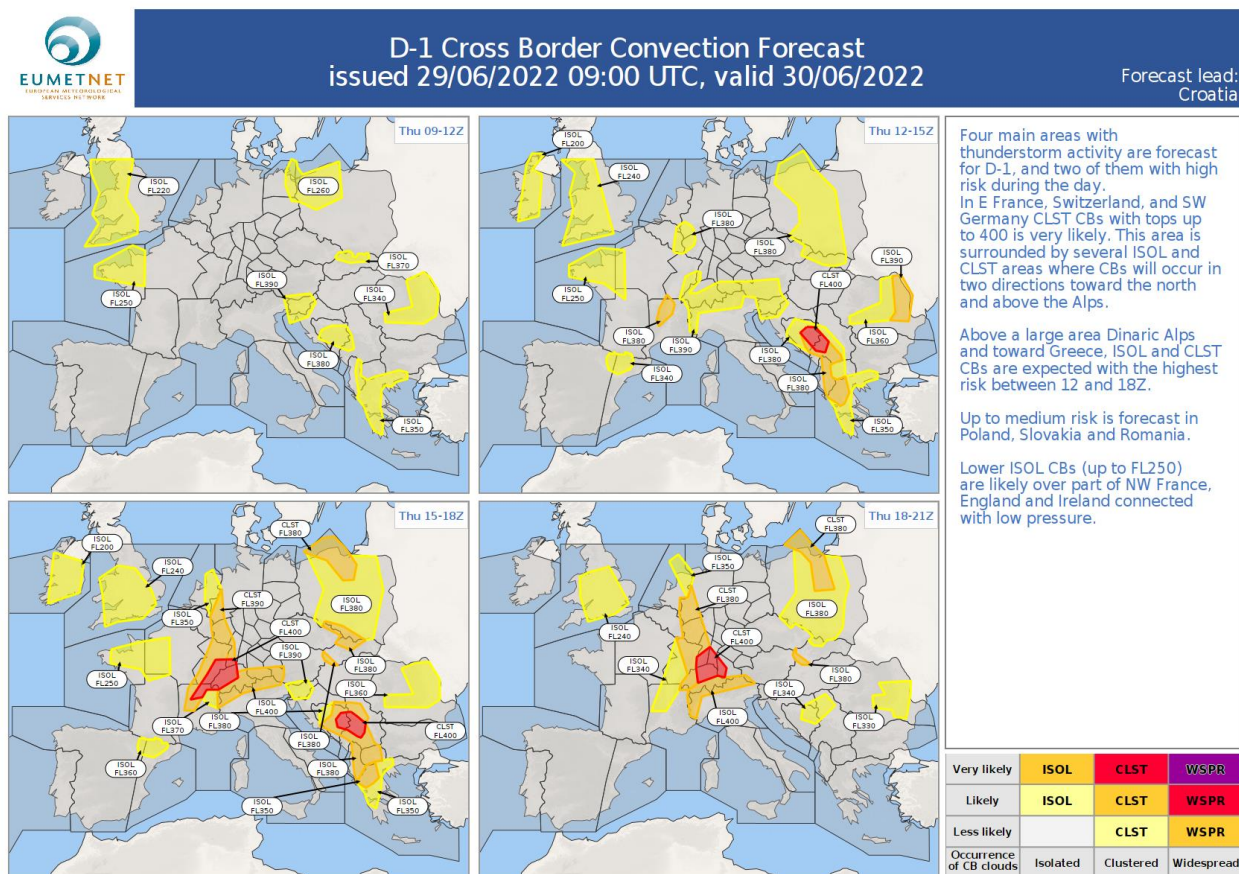 EUMETNET
EUROPEAN METEOROLOGICAL
SERVICES NETWORK
D-1 Cross Border Convection Forecast
issued 29/06/2022 09:00 UTC, valid 30/06/2022
Forecast lead:
Croatia
Thu 09-12Z
ISOL
FL220
ISOL
FL260
ISOL
FL250
ISOL
FL390
ISOL
FL370
ISOL
FL340
ISOL
FL380
ISOL
FL350
Thu 12-15Z
ISOL
FL200
ISOL
FL240
ISOL
FL380
ISOL
FL380
ISOL
FL390
CLST
FL400
ISOL
FL250
ISOL
FL380
ISOL
FL390
ISOL
FL340
ISOL
FL380
ISOL
FL360
ISOL
FL380
ISOL
FL350
Thu 15-18Z
CLST
FL380
ISOL
FL200
ISOL
FL240
CLST
FL390
ISOL
FL350
ISOL
FL380
CLST
FL400
ISOL
FL390
ISOL
FL250
ISOL
FL380
ISOL
FL360
ISOL
FL370
ISOL
FL380
ISOL
FL400
CLST
FL400
ISOL
FL380
ISOL
FL360
ISOL
FL380
ISOL
FL350
ISOL
FL350
Thu 18-21Z
CLST
FL380
ISOL
FL350
CLST
FL380
ISOL
FL380
ISOL
FL240
CLST
FL400
ISOL
FL340
ISOL
FL380
ISOL
FL340
ISOL
FL400
ISOL
FL330
Four main areas with
thunderstorm activity are forecast
for D-1, and two of them with high
risk during the day.
In E France, Switzerland, and SW
Germany CLST CBs with tops up
to 400 is very likely. This area is
surrounded by several ISOL and
CLST areas where CBs will occur in
two directions toward the north
and above the Alps.
Above a large area Dinaric Alps
and toward Greece, ISOL and CLST
CBs are expected with the highest
risk between 12 and 18Z.
Up to medium risk is forecast in
Poland, Slovakia and Romania.
Lower ISOL CBs (up to FL250)
are likely over part of NW France,
England and Ireland connected
with low pressure.
Very likely ISOL CLST WSPR
Likely ISOL CLST WSPR
Less likely CLST WSPR
Occurrence
of CB clouds Isolated Clustered Widespread